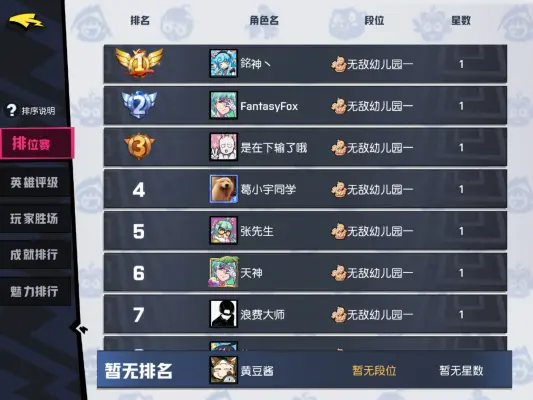 排名 角色名 段位 星数
1 銘神丶 无敌幼儿园一 1
2 FantasyFox 无敌幼儿园一 1
3 是在下输了哦 无敌幼儿园一 1
4 葛小宇同学 无敌幼儿园一 1
5 张先生 无敌幼儿园一 1
6 天神 无敌幼儿园一 1
7 浪费大师 无敌幼儿园一 1
暂无排名 黄豆酱 暂无段位 暂无星数
? 排序说明
排位赛
英雄评级
玩家胜场
成就排行
魅力排行